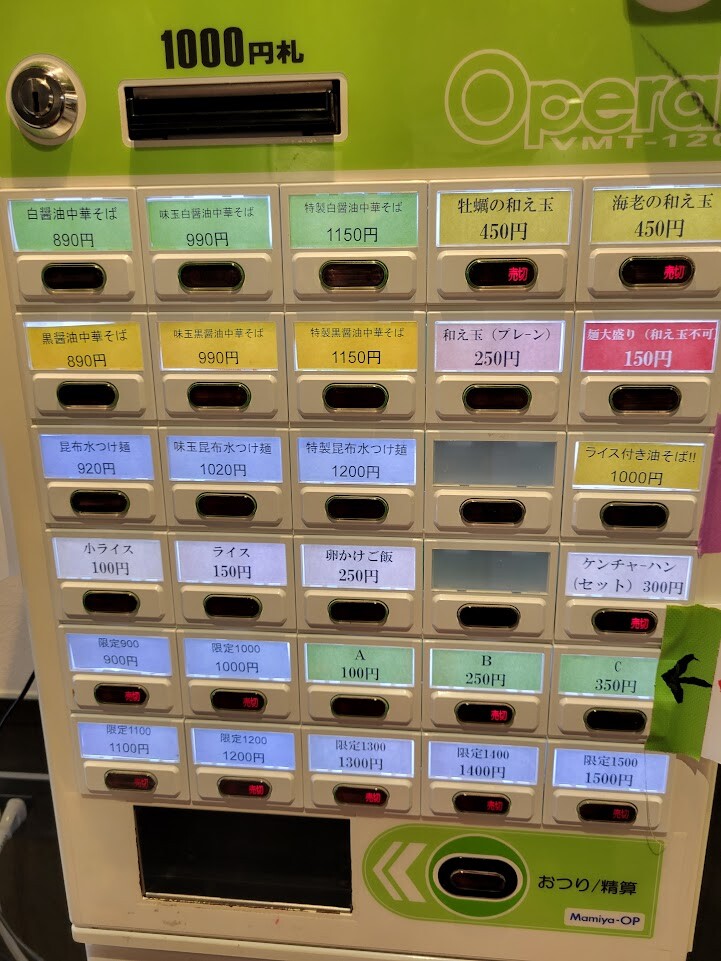 1000円札
Opera
VMT-120
白醤油中華そば
890円
味玉白醤油中華そば
990円
特製白醤油中華そば
1150円
牡蠣の和え玉
450円
売切
海老の和え玉
450円
売切
黒醤油中華そば
890円
味玉黒醤油中華そば
990円
特製黒醤油中華そば
1150円
和え玉（プレーン）
250円
麺大盛り（和え玉不可
150円
昆布水つけ麺
920円
味玉昆布水つけ麺
1020円
特製昆布水つけ麺
1200円
ライス付き油そば!!
1000円
小ライス
100円
ライス
150円
卵かけご飯
250円
ケンチャーハン
（セット）300円
売切
限定900
900円
売切
限定1000
1000円
売切
A
100円
B
250円
売切
C
350円
限定1100
1100円
売切
限定1200
1200円
売切
限定1300
1300円
売切
限定1400
1400円
売切
限定1500
1500円
売切
おつり/精算
Mamiya-OP